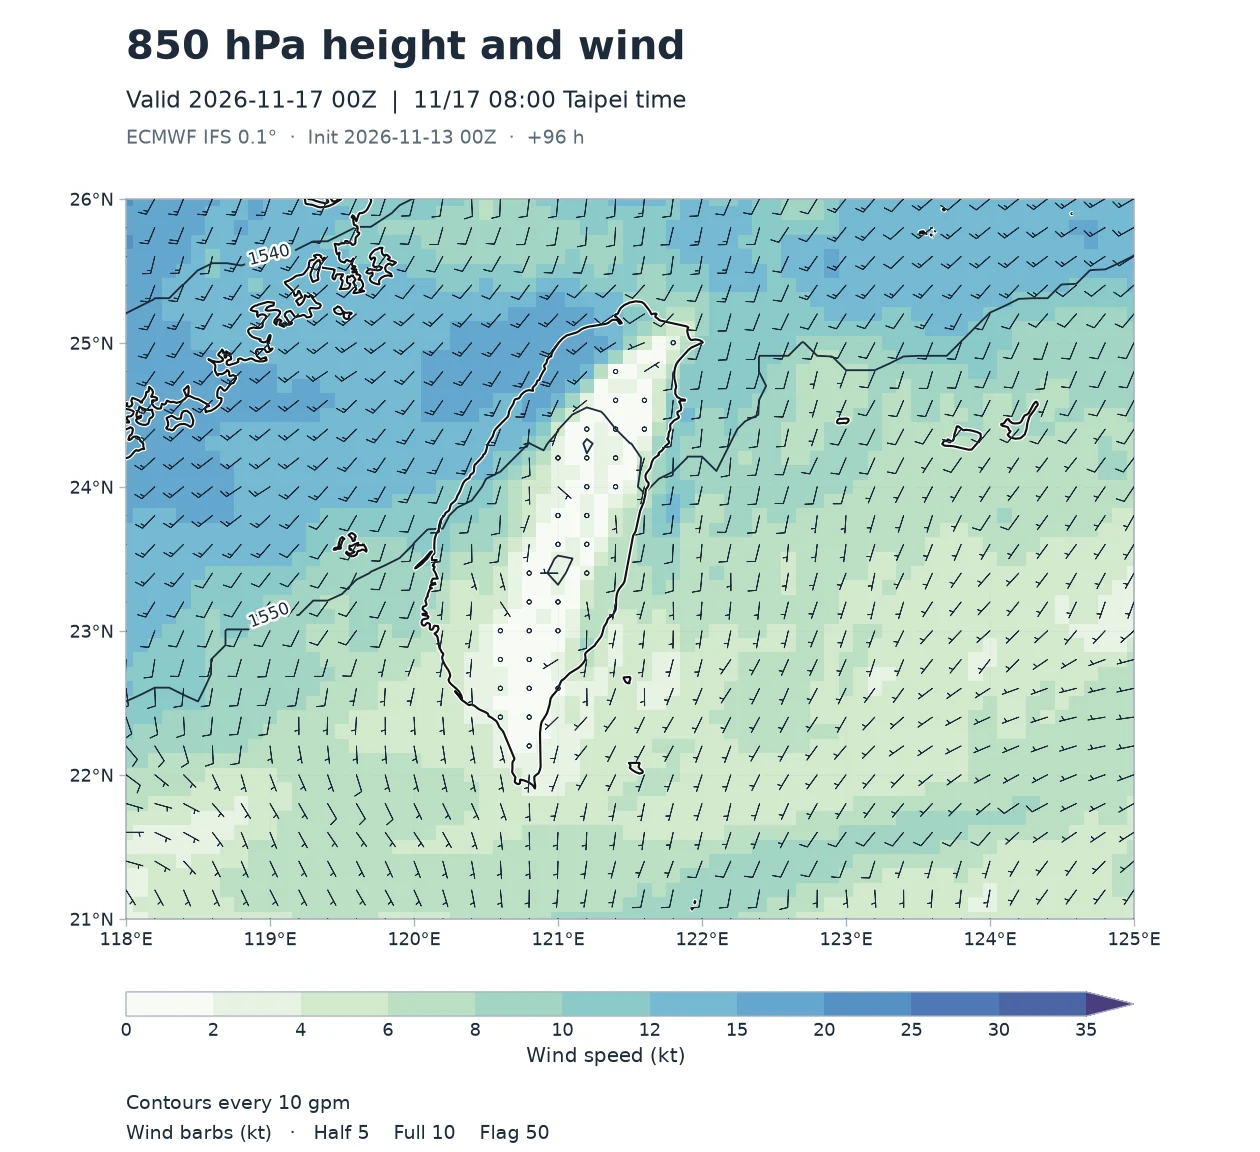 850 hPa height and wind
Valid 2026-11-17 00Z | 11/17 08:00 Taipei time
ECMWF IFS 0.1° · Init 2026-11-13 00Z · +96 h
26°N
1540
25°N
24°N
1550
23°N
22°N
21°N
118°E 119°E 120°E 121°E 122°E 123°E 124°E 125°E
0 2 4 6 8 10 12 15 20 25 30 35
Wind speed (kt)
Contours every 10 gpm
Wind barbs (kt) · Half 5 Full 10 Flag 50